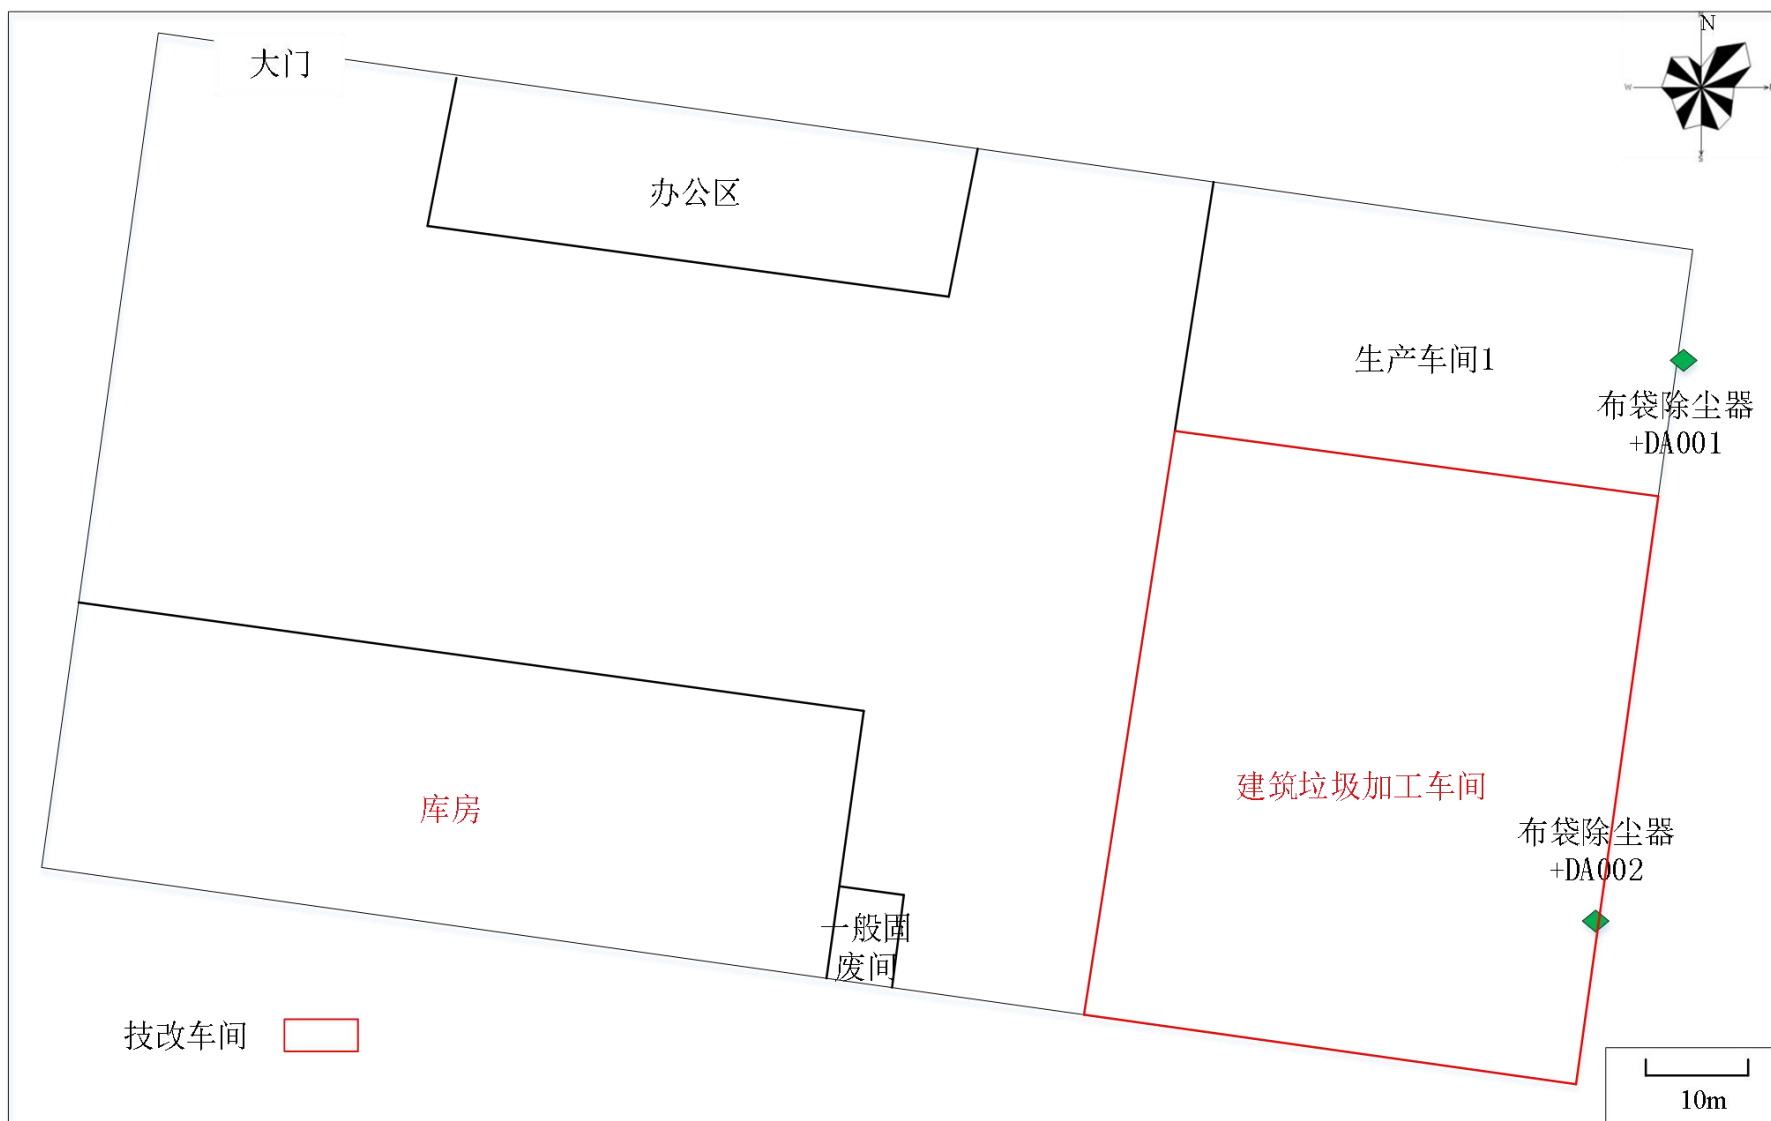 N
大门
W
办公区
S
生产车间1
布袋除尘器
+DA001
建筑垃圾加工车间
库房
布袋除尘器
+DA002
一般固
废间
技改车间
10m